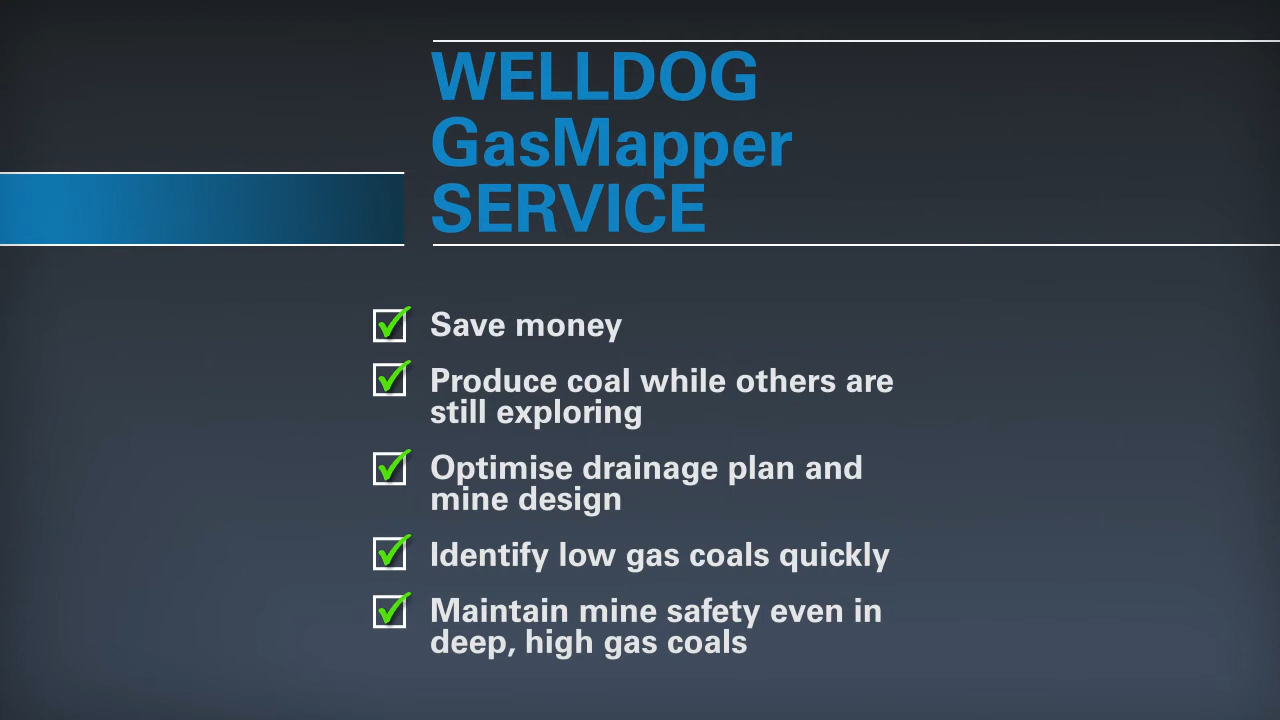 WELLDOG
GasMapper
SERVICE
Save money
Produce coal while others are
still exploring
Optimise drainage plan and
mine design
Identify low gas coals quickly
Maintain mine safety even in
deep, high gas coals